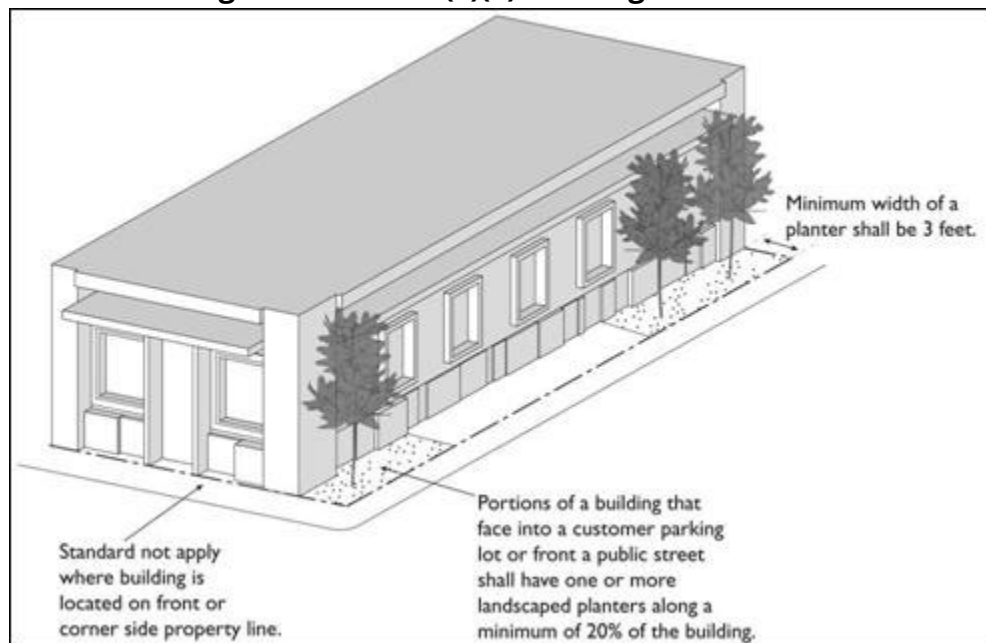 Minimum width of a
planter shall be 3 feet.
Standard not apply
where building is
located on front or
corner side property line.
Portions of a building that
face into a customer parking
lot or front a public street
shall have one or more
landscaped planters along a
minimum of 20% of the building.